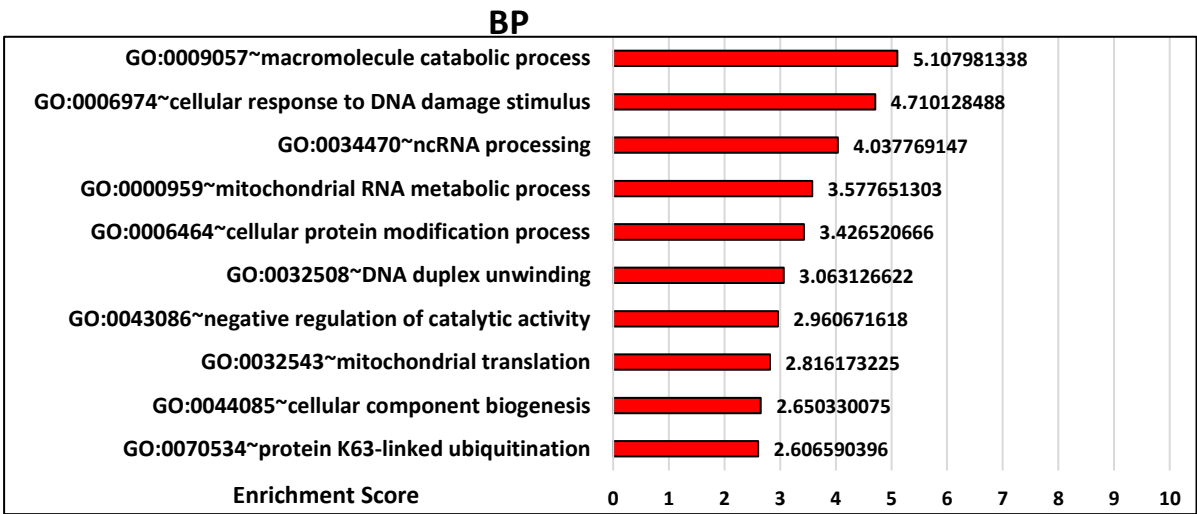 BP
GO:0009057~macromolecule catabolic process 5.107981338
GO:0006974~cellular response to DNA damage stimulus 4.710128488
GO:0034470~ncRNA processing 4.037769147
GO:0000959~mitochondrial RNA metabolic process 3.577651303
GO:0006464~cellular protein modification process 3.426520666
GO:0032508~DNA duplex unwinding 3.063126622
GO:0043086~negative regulation of catalytic activity 2.960671618
GO:0032543~mitochondrial translation 2.816173225
GO:0044085~cellular component biogenesis 2.650330075
GO:0070534~protein K63-linked ubiquitination 2.606590396
Enrichment Score 0 1 2 3 4 5 6 7 8 9 10